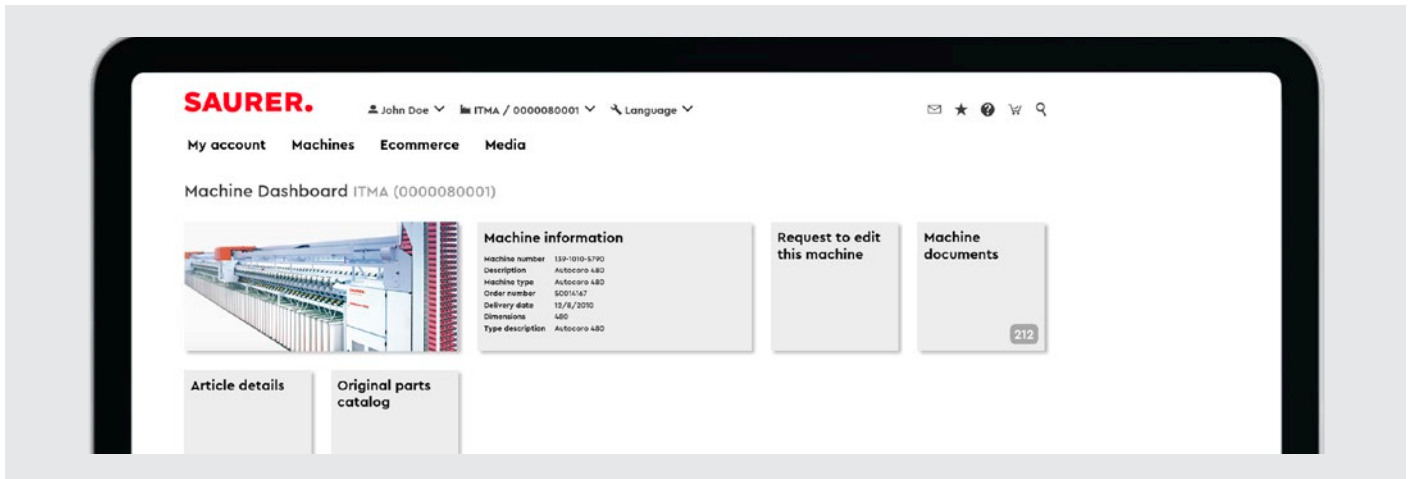 SAURER.
John Doe
ITMA / 0000080001
Language
My account Machines Ecommerce Media
Machine Dashboard ITMA (0000080001)
Machine information
Machine number 139-1010-5790
Description Autocoro 480
Machine type Autocoro 480
Order number 50014167
Delivery date 12/8/2010
Dimensions 480
Type description Autocoro 480
Request to edit
this machine
Machine
documents
212
Article details
Original parts
catalog